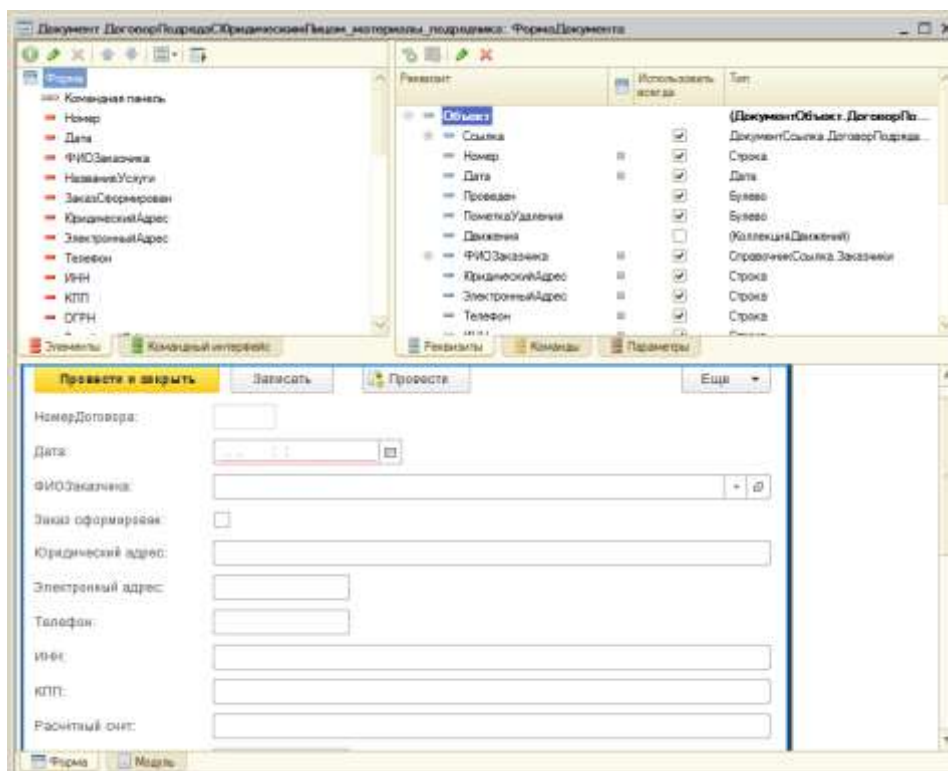 Документ ДоговорПодрядаСЮридическимЛицом_материалы_подрядчика: ФормаДокумента
Форма
Командная панель
Номер
Дата
ФИОЗаказчика
НазваниеУслуги
ЗаказСформирован
ЮридическийАдрес
ЭлектронныйАдрес
Телефон
ИНН
КПП
ОГРН
Элементы
Командный интерфейс
Реквизит
Использовать всегда
Тип
Объект
(ДокументОбъект.ДоговорПо...
Ссылка
ДокументСсылка.ДоговорПодряда...
Номер
Строка
Дата
Дата
Проведен
Булево
ПометкаУдаления
Булево
Движения
(КоллекцияДвижений)
ФИОЗаказчика
СправочникСсылка.Заказчики
ЮридическийАдрес
Строка
ЭлектронныйАдрес
Строка
Телефон
Строка
Реквизиты
Команды
Параметры
Провести и закрыть
Записать
Провести
Еще
НомерДоговора:
Дата:
ФИОЗаказчика:
Заказ сформирован:
Юридический адрес:
Электронный адрес:
Телефон:
ИНН:
КПП:
Расчетный счет:
Форма
Модуль